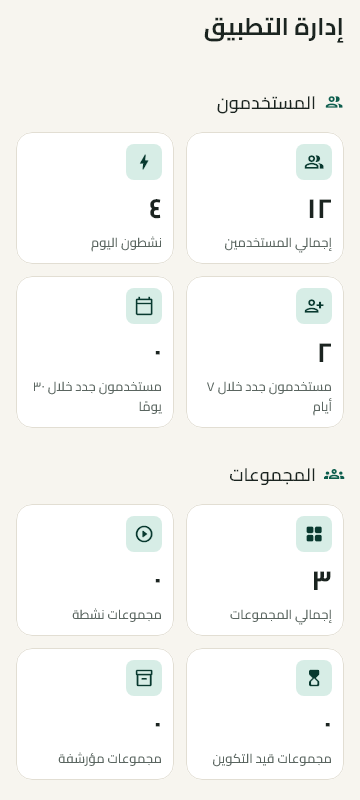 إدارة التطبيق
المستخدمون
١٢
إجمالي المستخدمين
٤
نشطون اليوم
٢
مستخدمون جدد خلال ٧
أيام
٠
مستخدمون جدد خلال ٣٠
يومًا
المجموعات
٣
إجمالي المجموعات
٠
مجموعات نشطة
٠
مجموعات قيد التكوين
٠
مجموعات مؤرشفة